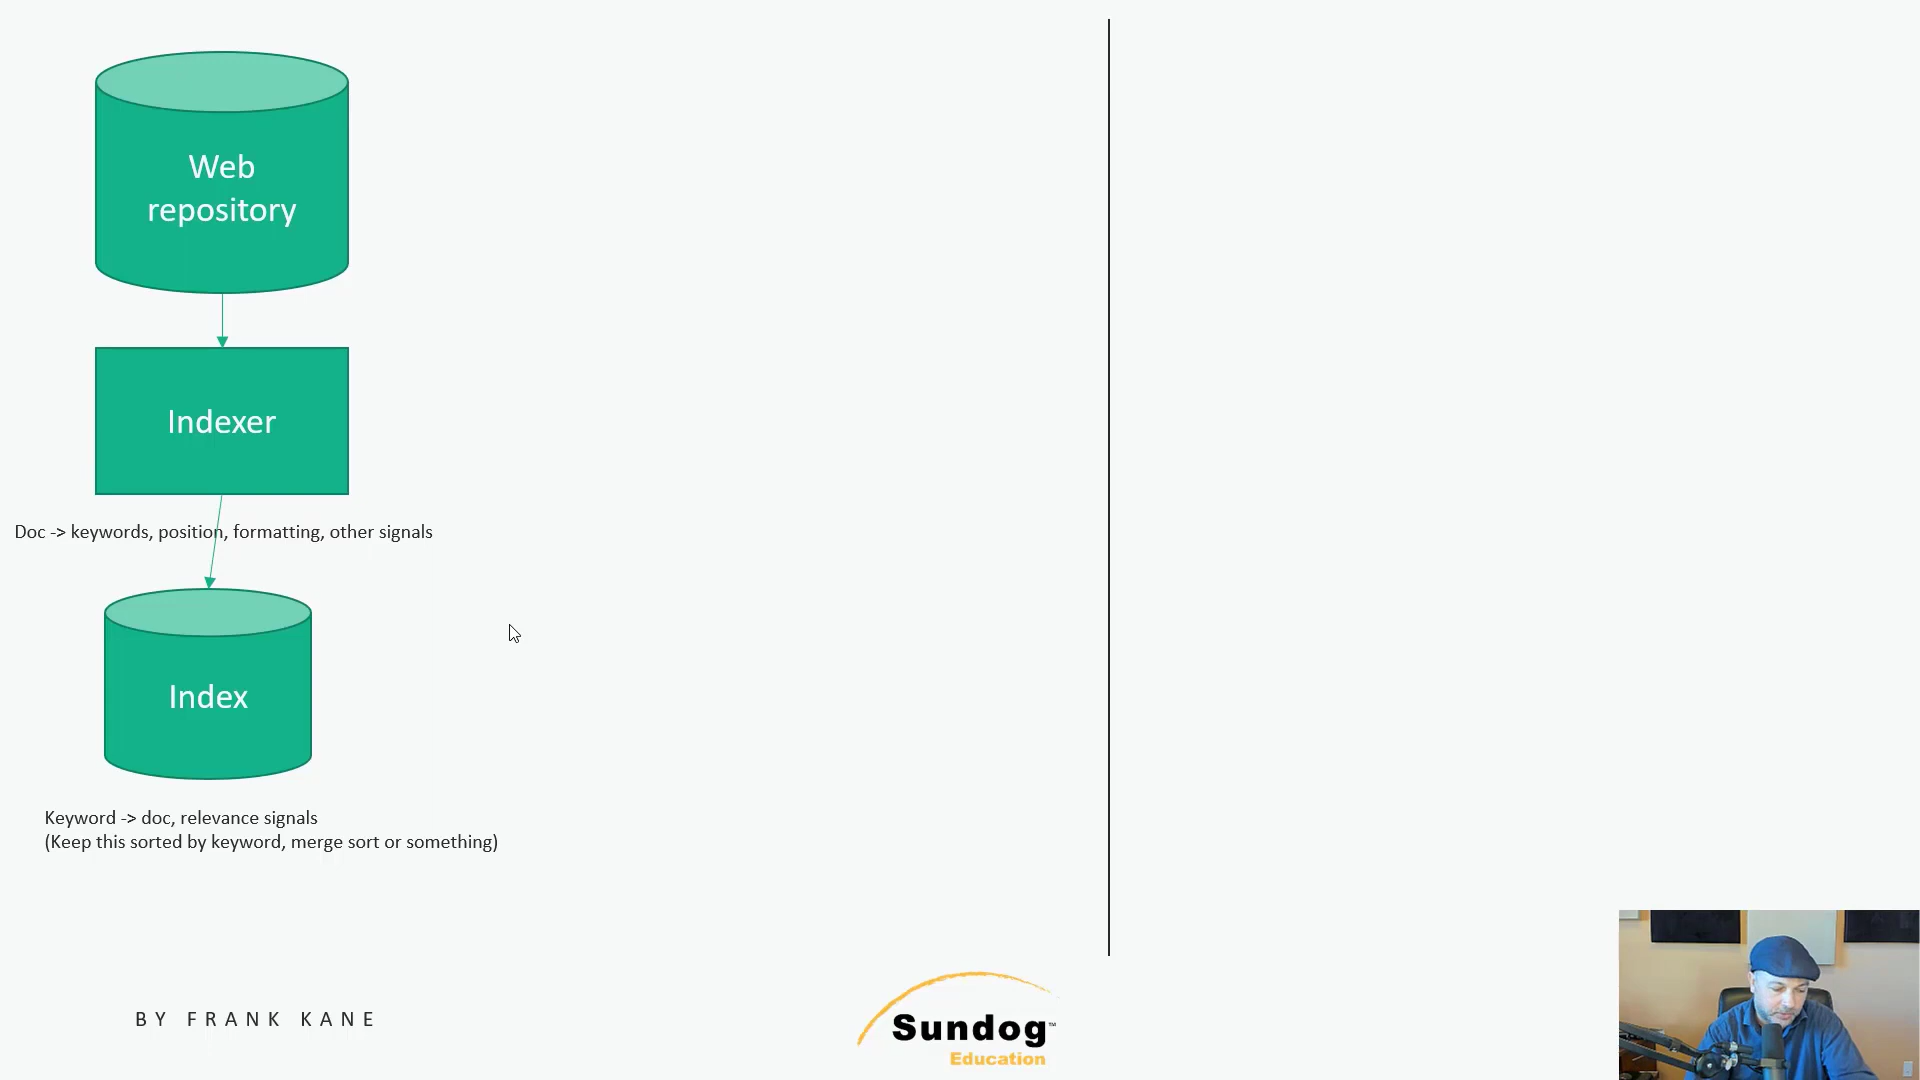 Web
repository
Indexer
Doc -> keywords, position, formatting, other signals
Index
Keyword -> doc, relevance signals
(Keep this sorted by keyword, merge sort or something)
BY FRANK KANE
Sundog™
Education